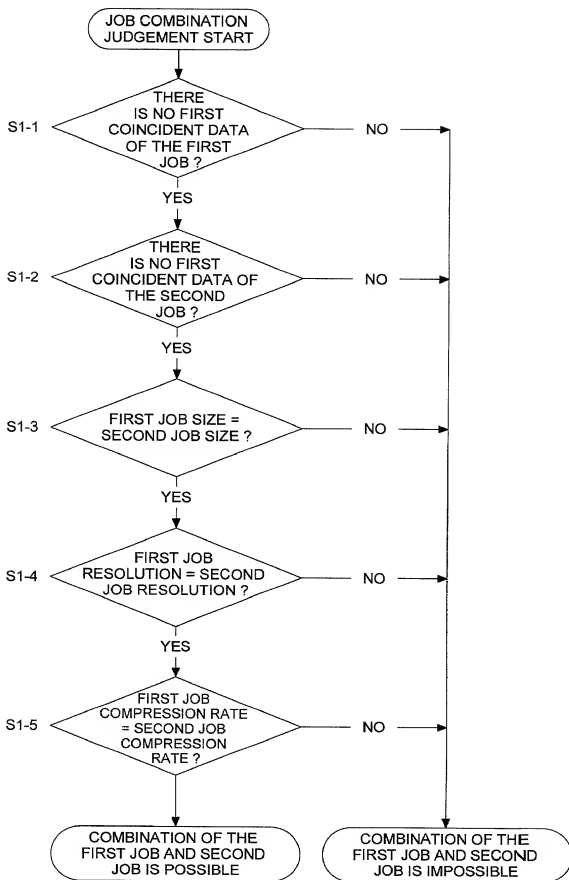 JOB COMBINATION
JUDGEMENT START
S1-1
THERE
IS NO FIRST
COINCIDENT DATA
OF THE FIRST
JOB ?
NO
YES
S1-2
THERE
IS NO FIRST
COINCIDENT DATA OF
THE SECOND
JOB ?
NO
YES
S1-3
FIRST JOB SIZE =
SECOND JOB SIZE ?
NO
YES
S1-4
FIRST JOB
RESOLUTION = SECOND
JOB RESOLUTION ?
NO
YES
S1-5
FIRST JOB
COMPRESSION RATE
= SECOND JOB
COMPRESSION
RATE ?
NO
COMBINATION OF THE
FIRST JOB AND SECOND
JOB IS POSSIBLE
COMBINATION OF THE
FIRST JOB AND SECOND
JOB IS IMPOSSIBLE